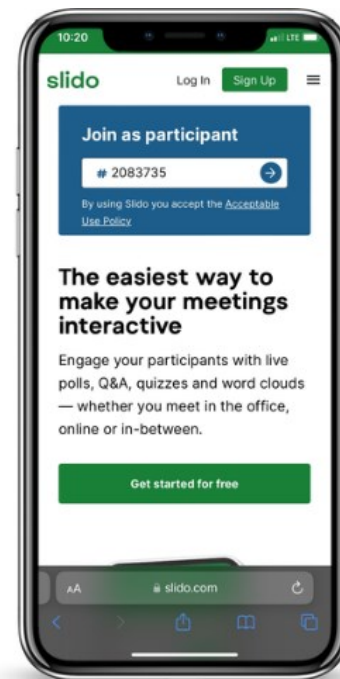 10:20
LTE
slido
Log In
Sign Up
Join as participant
# 2083735
By using Slido you accept the Acceptable
Use Policy
The easiest way to
make your meetings
interactive
Engage your participants with live
polls, Q&A, quizzes and word clouds
— whether you meet in the office,
online or in-between.
Get started for free
AA
slido.com